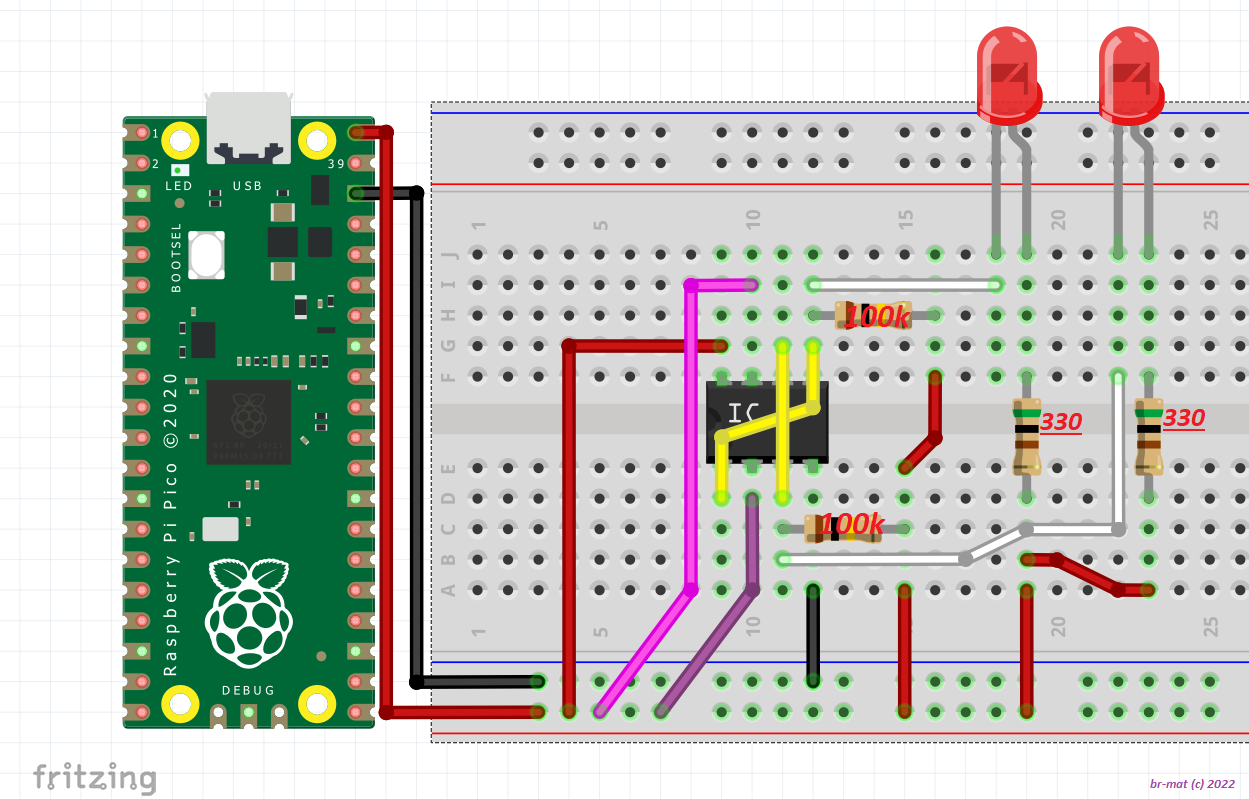 1
39
2
LED
USB
BOOTSEL
1
5
10
15
20
25
J
I
H
100k
G
F
IC
330
330
E
D
C
100k
B
A
Raspberry Pi Pico ©2020
1
5
10
15
20
25
DEBUG
fritzing
br-mat (c) 2022